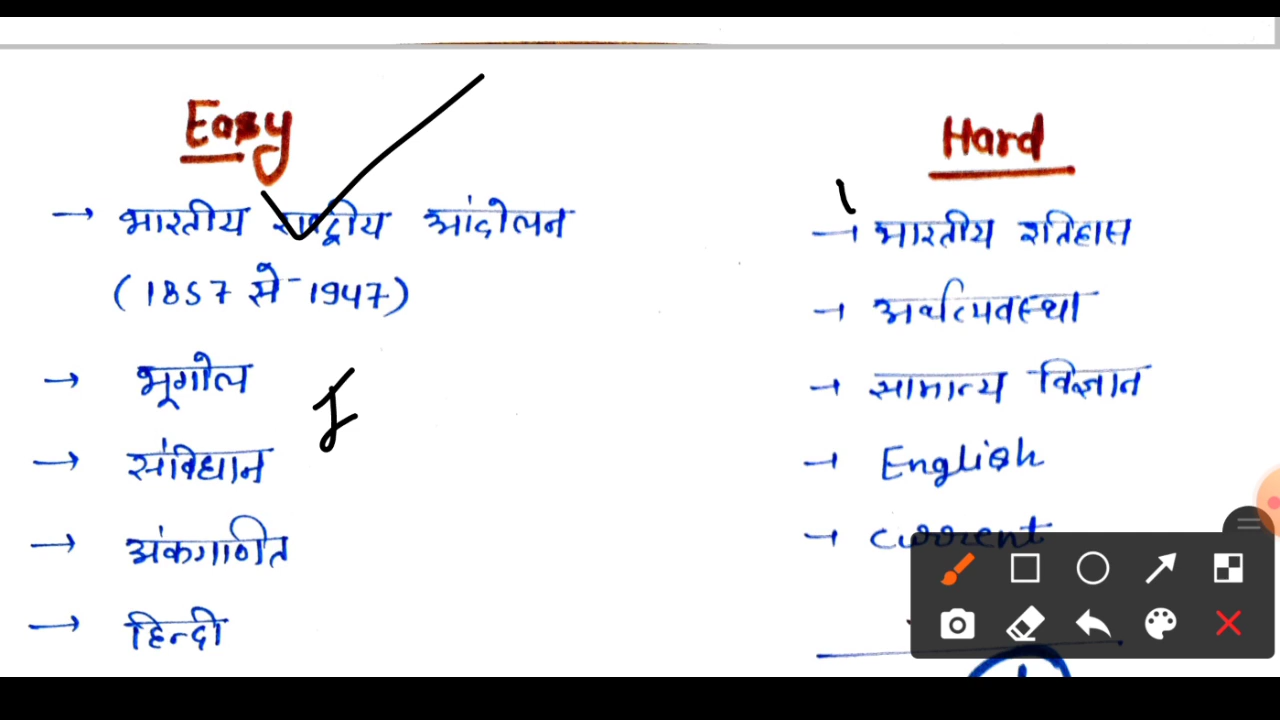 Easy
→ भारतीय राष्ट्रीय आंदोलन
(1857 से 1947)
→ भूगोल
→ संविधान
→ अंकगणित
→ हिन्दी
Hard
→ भारतीय इतिहास
→ अर्थव्यवस्था
→ सामान्य विज्ञान
→ English
→ Current